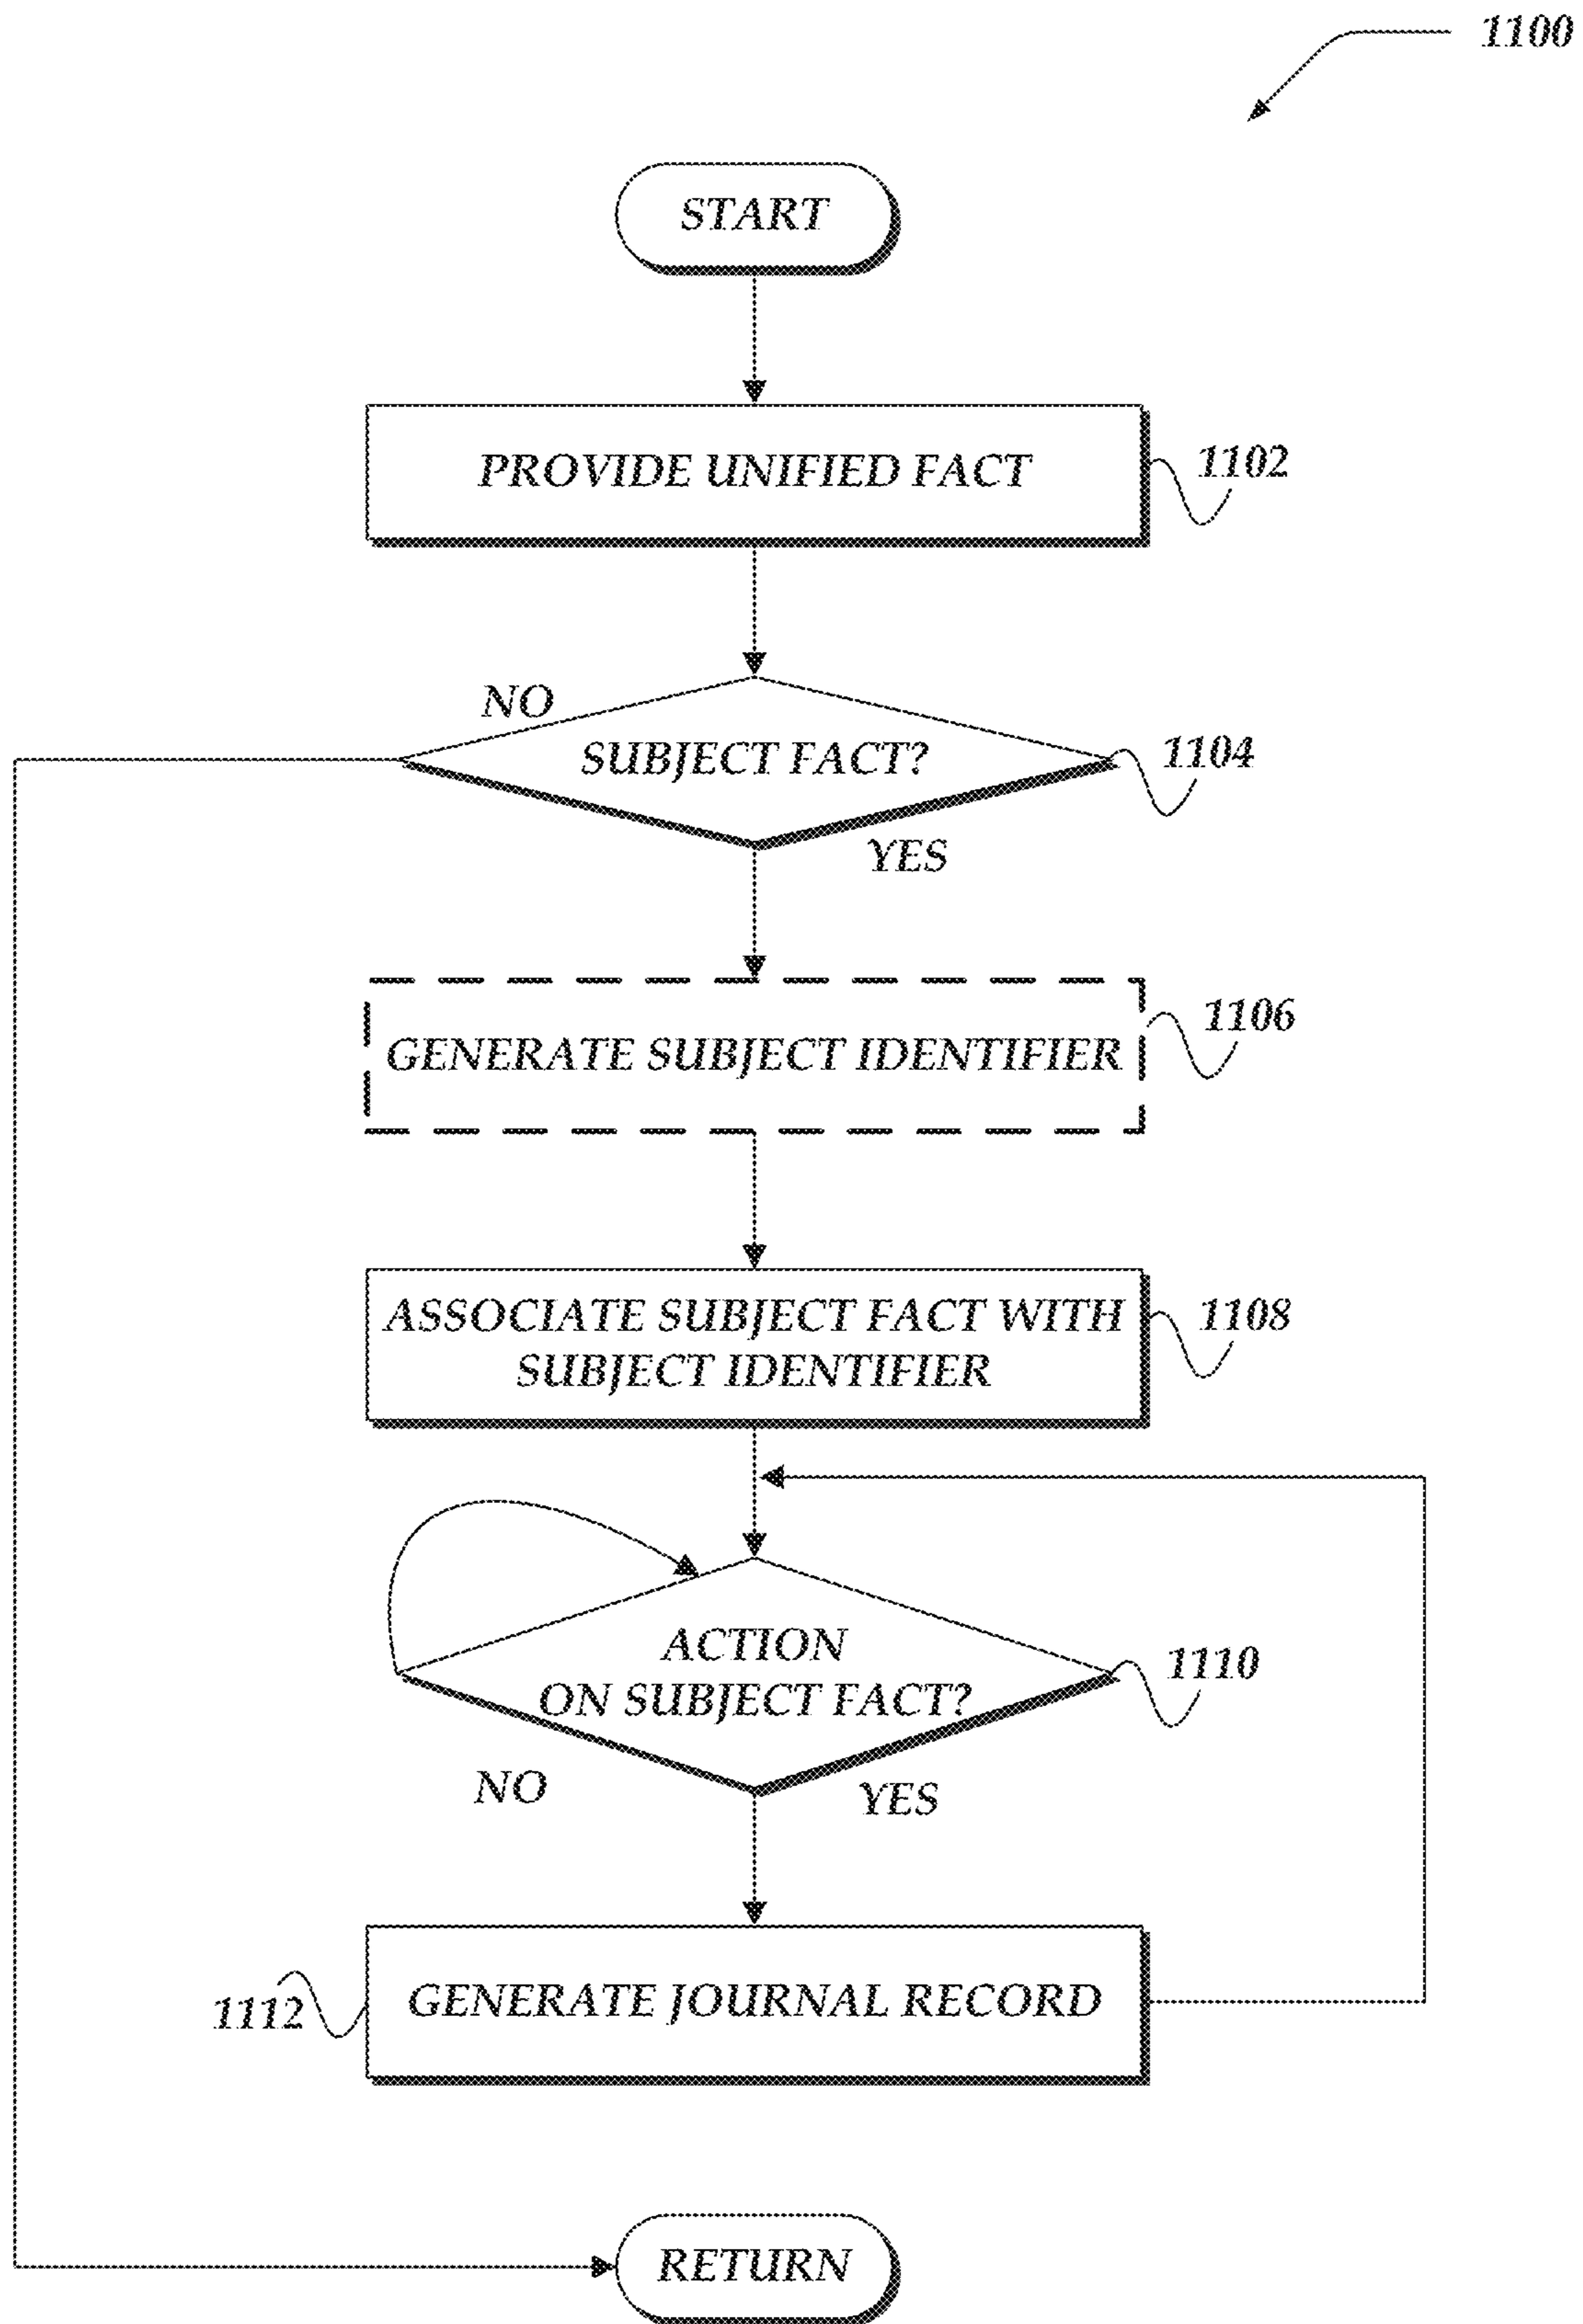 1100
START
PROVIDE UNIFIED FACT
1102
NO
SUBJECT FACT?
1104
YES
GENERATE SUBJECT IDENTIFIER
1106
ASSOCIATE SUBJECT FACT WITH
SUBJECT IDENTIFIER
1108
ACTION
ON SUBJECT FACT?
1110
NO
YES
GENERATE JOURNAL RECORD
1112
RETURN